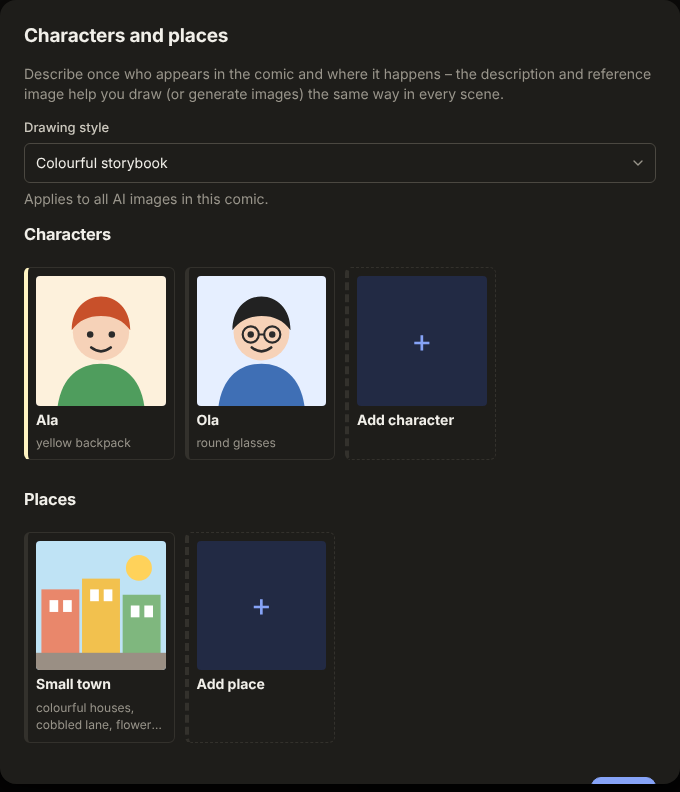 Characters and places
Describe once who appears in the comic and where it happens – the description and reference
image help you draw (or generate images) the same way in every scene.
Drawing style
Colourful storybook
Applies to all AI images in this comic.
Characters
Ala
yellow backpack
Ola
round glasses
Add character
Places
Small town
colourful houses,
cobbled lane, flower...
Add place